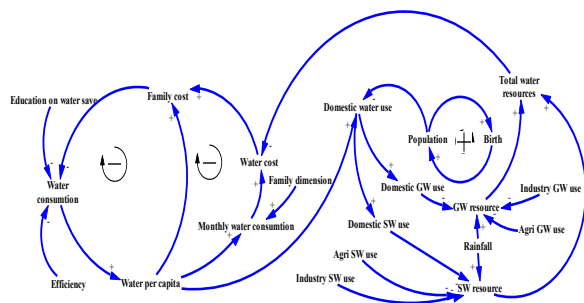 Education on water save
Family cost
Water
consumtion
Efficiency
Water per capita
Monthly water consumtion
Water cost
Family dimension
Domestic water use
Population
Birth
Total water
resources
Domestic GW use
GW resource
Industry GW use
Agri GW use
Rainfall
Domestic SW use
Agri SW use
Industry SW use
SW resource